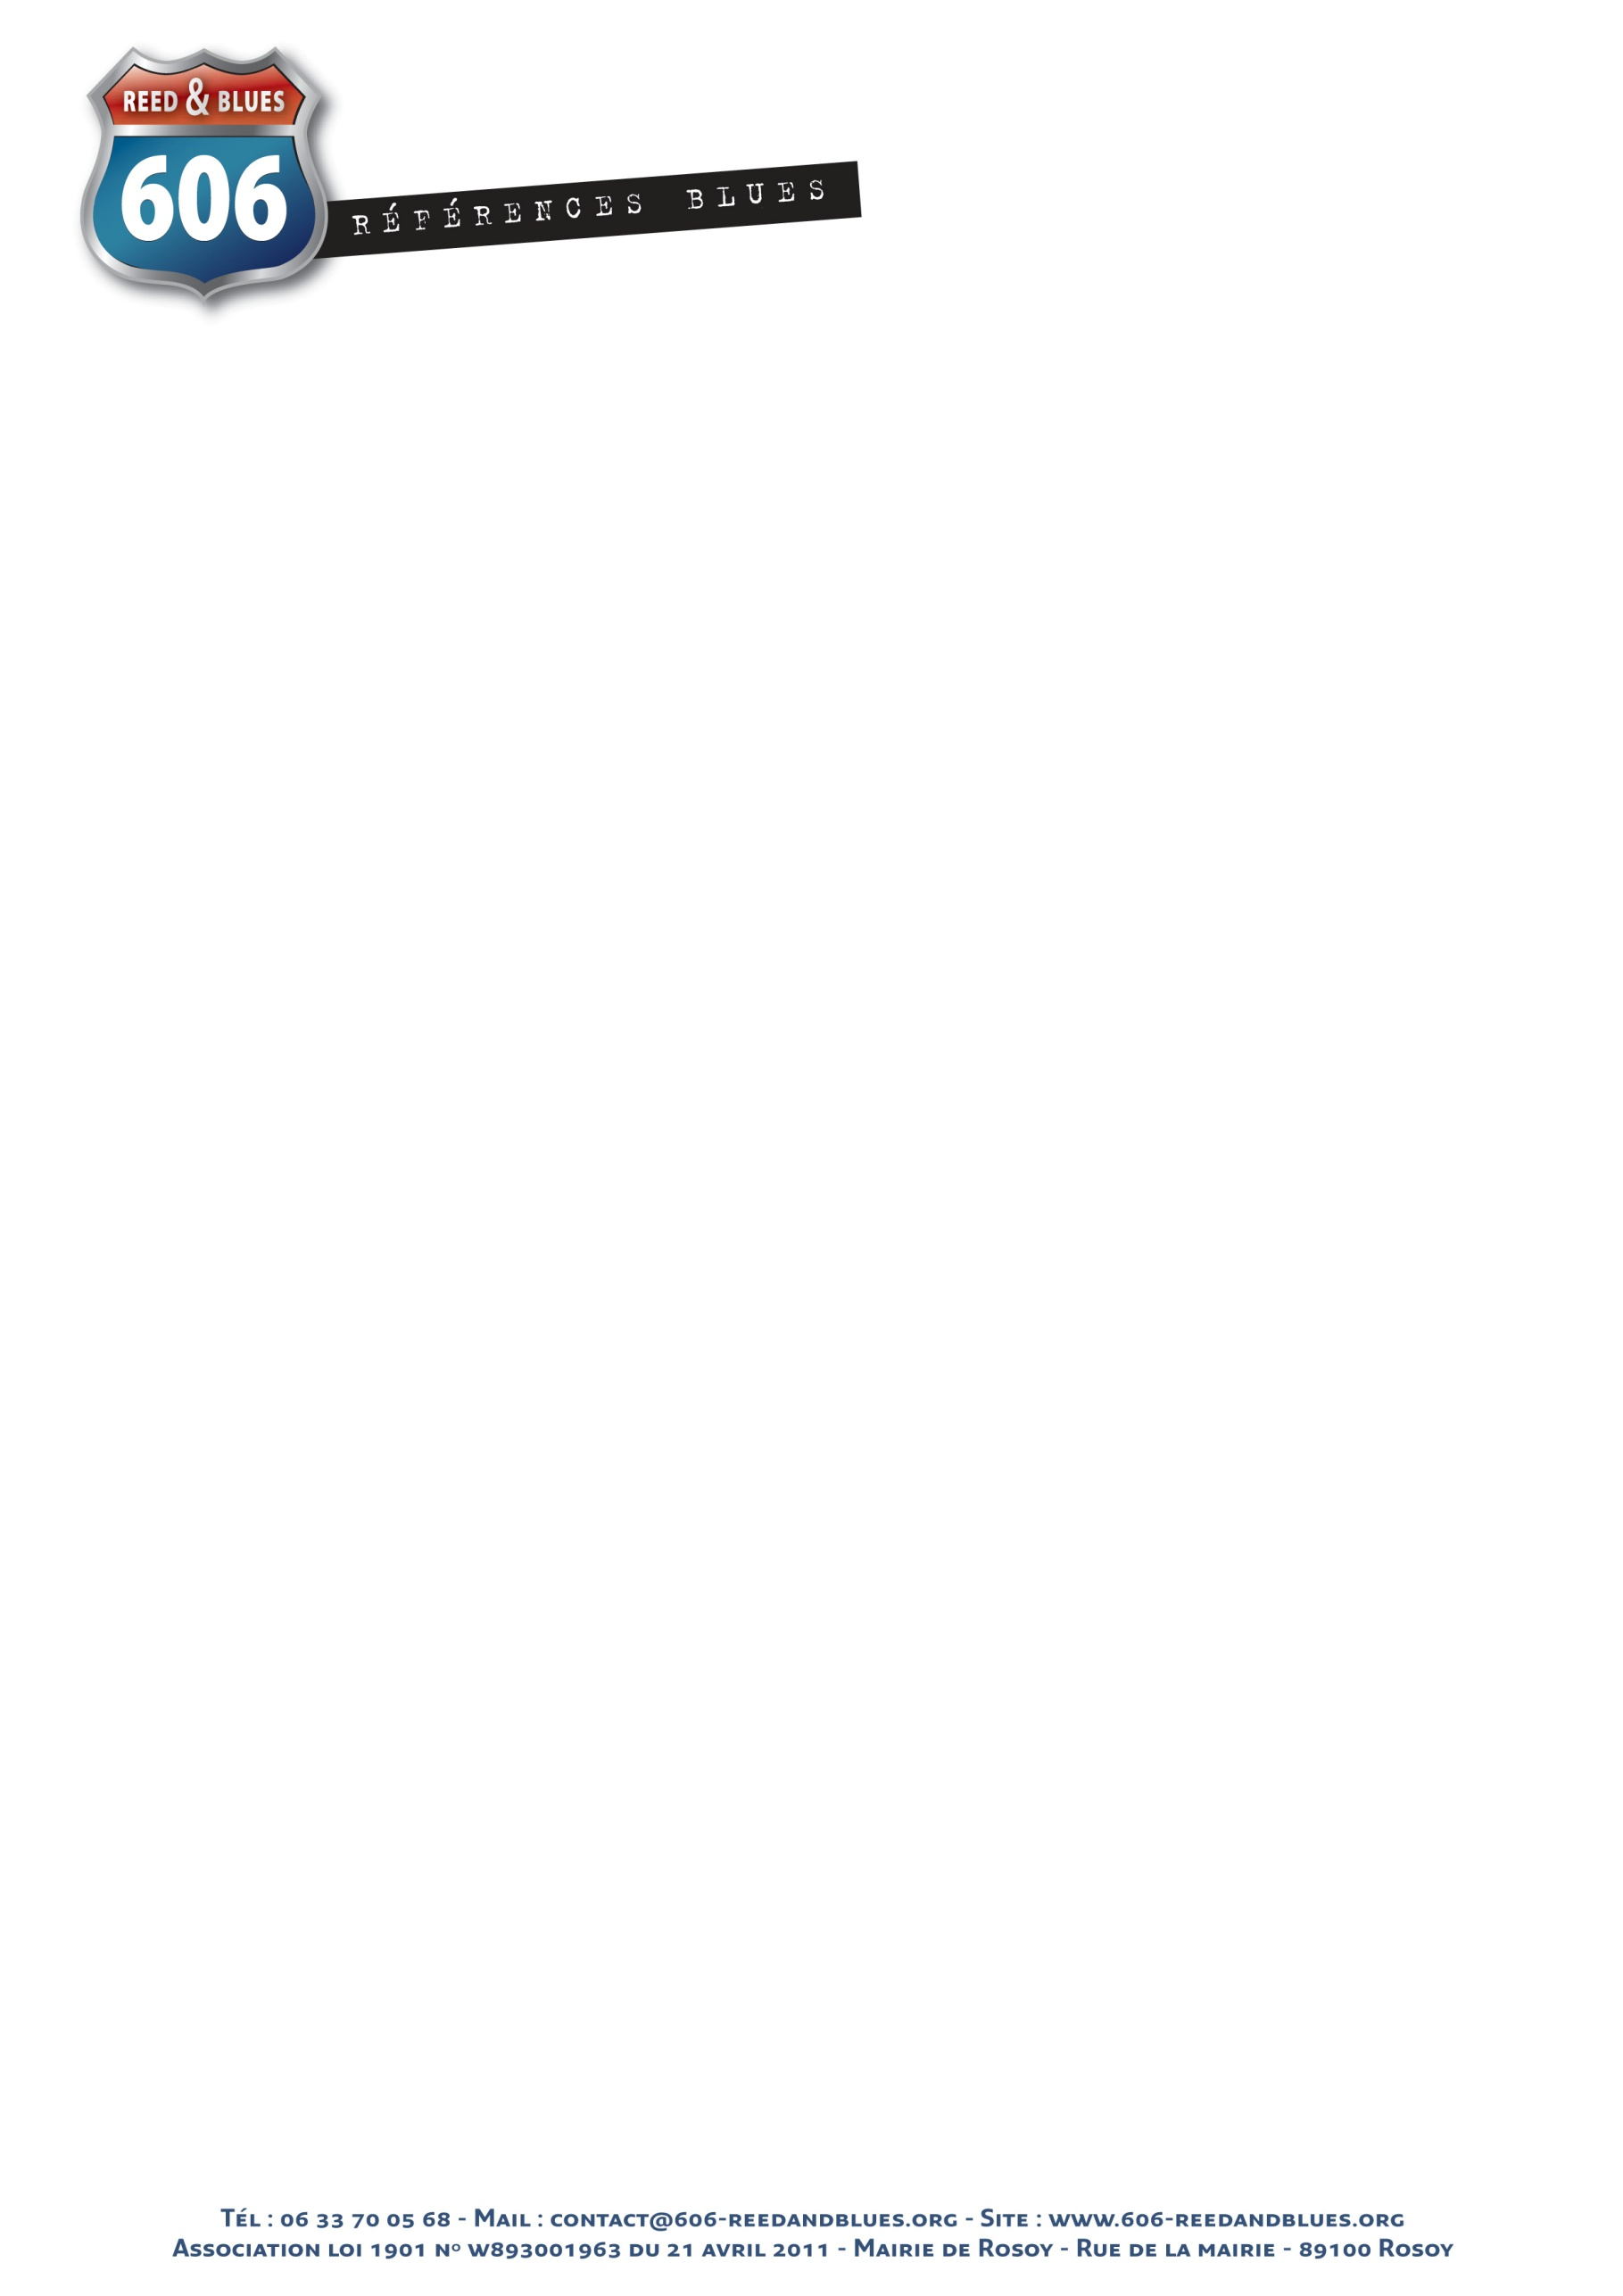 REED & BLUES
606
RÉFÉRENCES BLUES
Tél : 06 33 70 05 68 - Mail : contact@606-reedandblues.org - Site : www.606-reedandblues.org
Association loi 1901 nº w893001963 du 21 avril 2011 - Mairie de Rosoy - Rue de la mairie - 89100 Rosoy